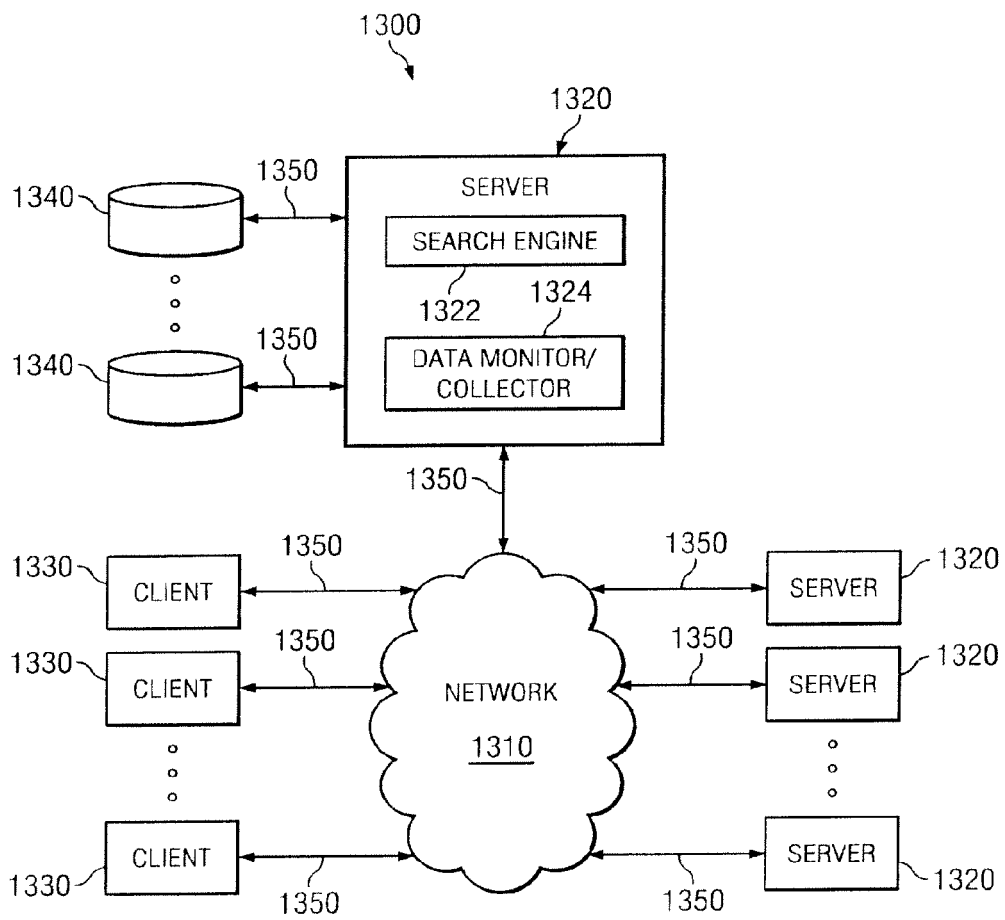 1300
1320
1340
1350
SERVER
SEARCH ENGINE
1322
1324
1340
1350
DATA MONITOR/
COLLECTOR
1350
1330
CLIENT
1350
1350
SERVER
1320
1330
CLIENT
1350
1350
SERVER
1320
NETWORK
1310
1330
CLIENT
1350
1350
SERVER
1320